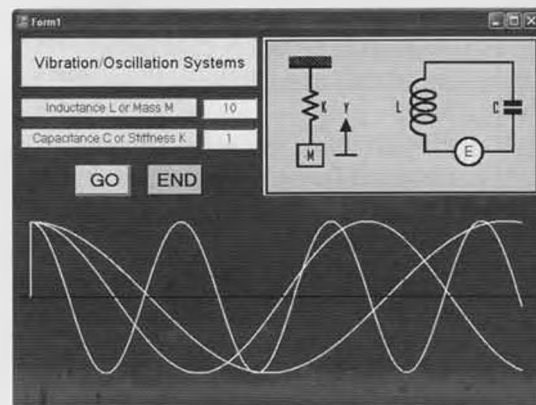 Form1
Vibration/Oscillation Systems
Inductance L or Mass M
10
Capacitance C or Stiffness K
1
GO
END
K
Y
M
L
C
E